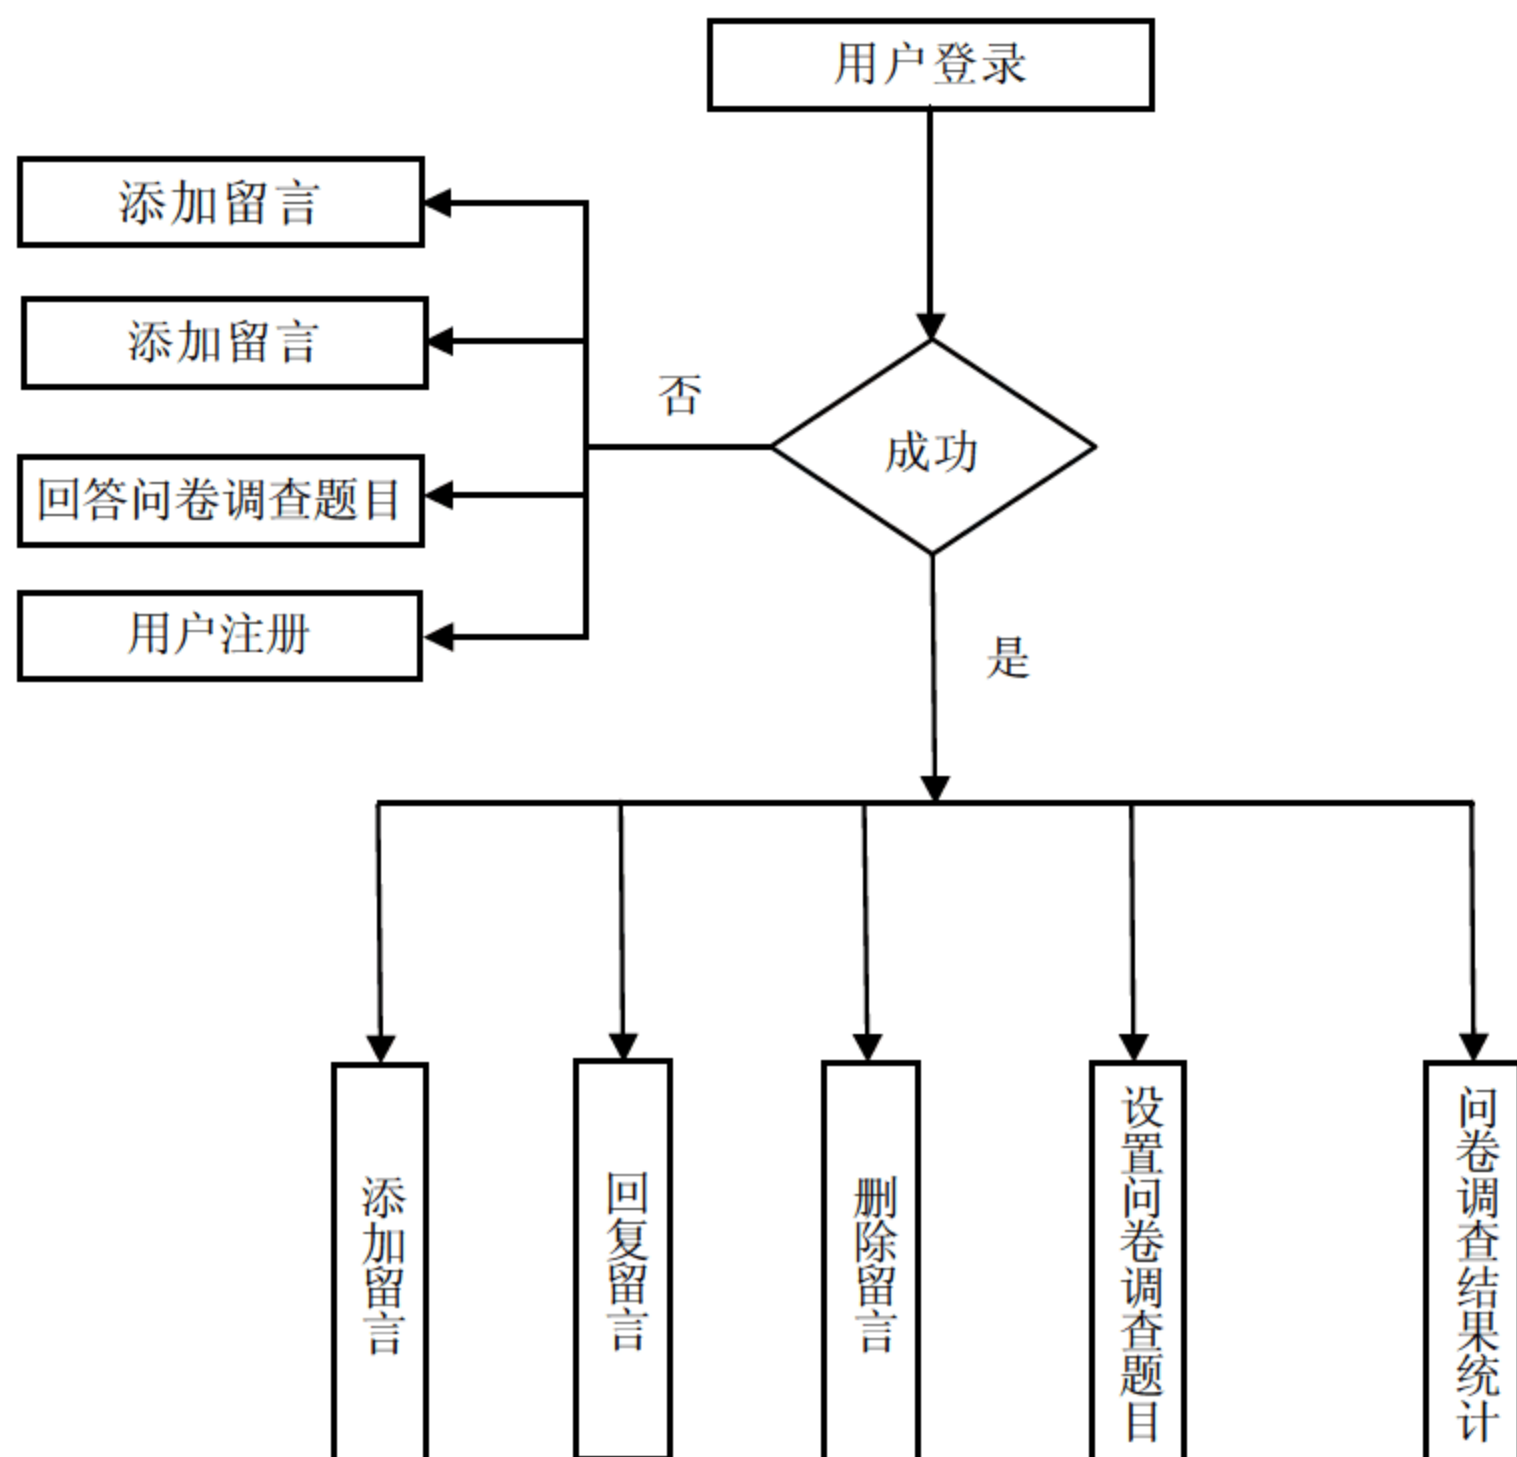 用户登录
添加留言
添加留言
否
成功
回答问卷调查题目
用户注册
是
添加留言
回复留言
删除留言
设置问卷调查题目
问卷调查结果统计